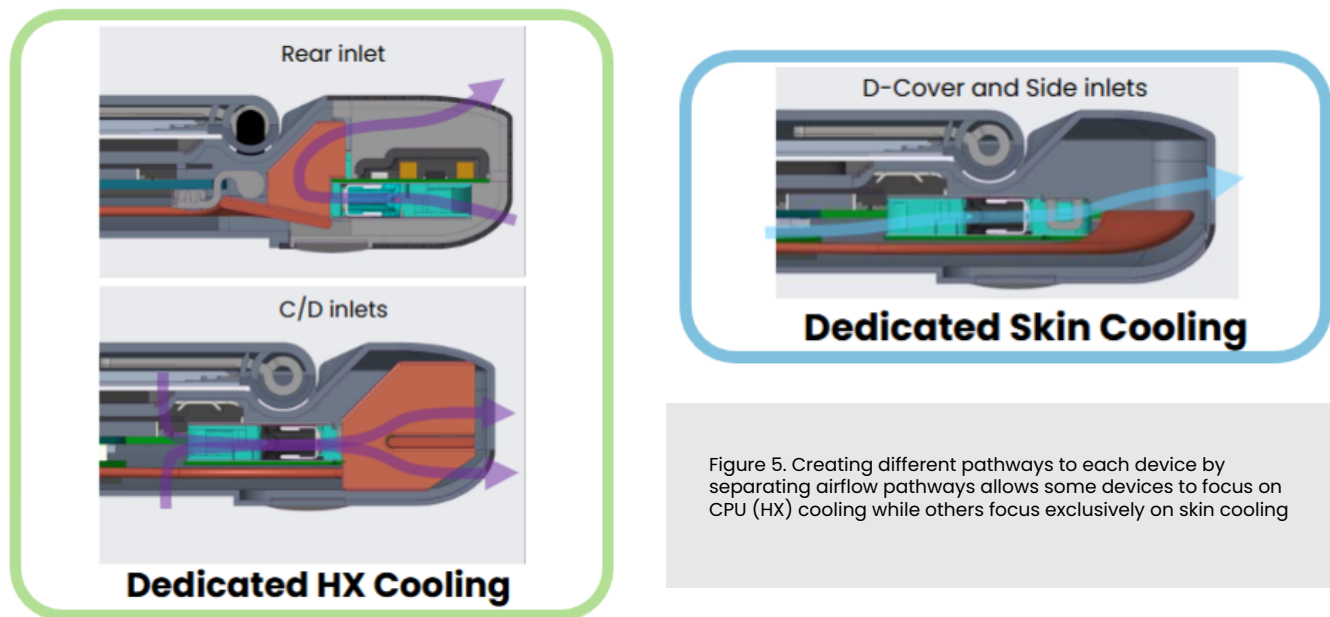 Rear inlet
C/D inlets
Dedicated HX Cooling
D-Cover and Side inlets
Dedicated Skin Cooling
Figure 5. Creating different pathways to each device by
separating airflow pathways allows some devices to focus on
CPU (HX) cooling while others focus exclusively on skin cooling